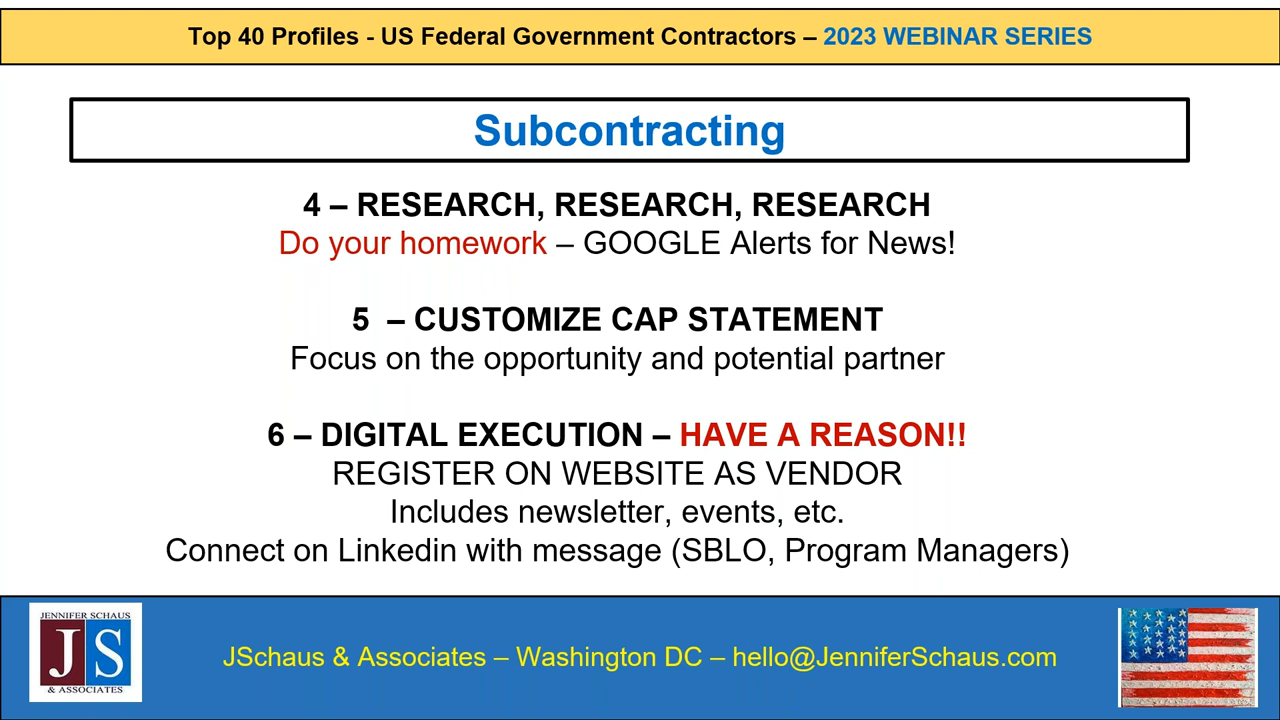 Top 40 Profiles - US Federal Government Contractors – 2023 WEBINAR SERIES
Subcontracting
4 – RESEARCH, RESEARCH, RESEARCH
Do your homework – GOOGLE Alerts for News!
5 – CUSTOMIZE CAP STATEMENT
Focus on the opportunity and potential partner
6 – DIGITAL EXECUTION – HAVE A REASON!!
REGISTER ON WEBSITE AS VENDOR
Includes newsletter, events, etc.
Connect on Linkedin with message (SBLO, Program Managers)
JENNIFER SCHAUS
JS
& ASSOCIATES
JSchaus & Associates – Washington DC – hello@JenniferSchaus.com